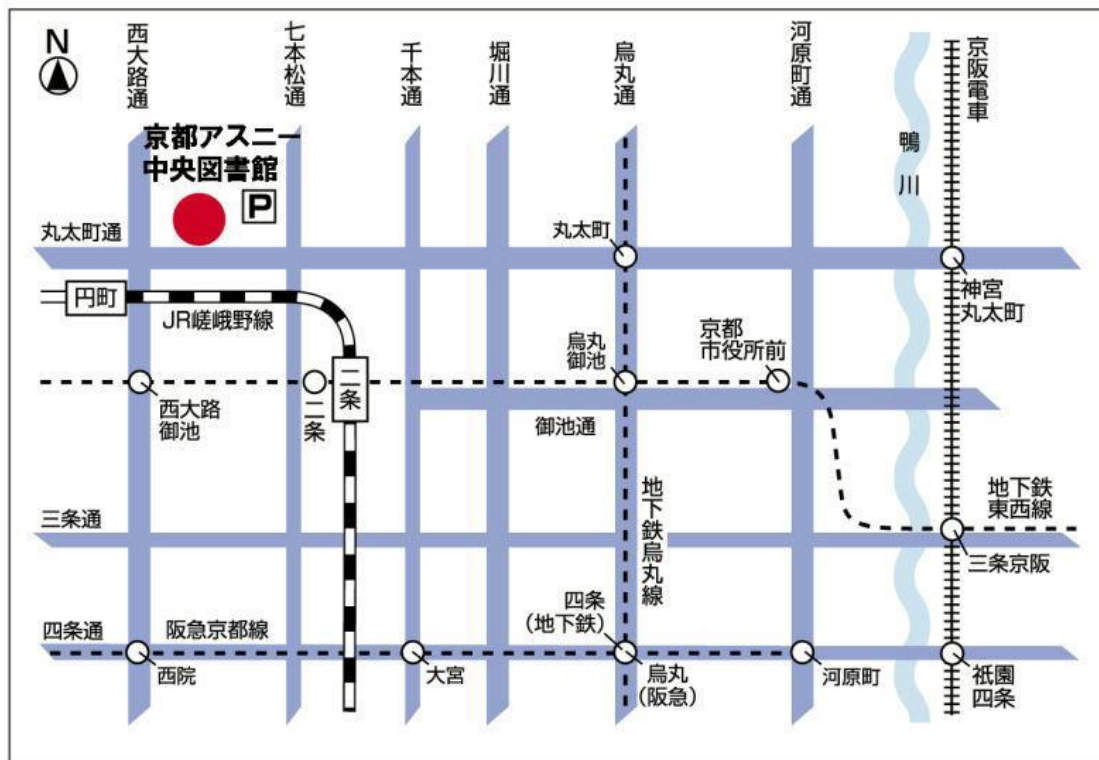 N
西大路通
七本松通
千本通
堀川通
烏丸通
河原町通
京阪電車
京都アスニー
中央図書館
P
鴨川
丸太町通
丸太町
神宮
丸太町
円町
JR嵯峨野線
京都
市役所前
烏丸
御池
二条
西大路
御池
二条
御池通
地下鉄
東西線
三条通
地下鉄烏丸線
三条京阪
四条
（地下鉄）
四条通
阪急京都線
西院
大宮
烏丸
（阪急）
河原町
祇園
四条